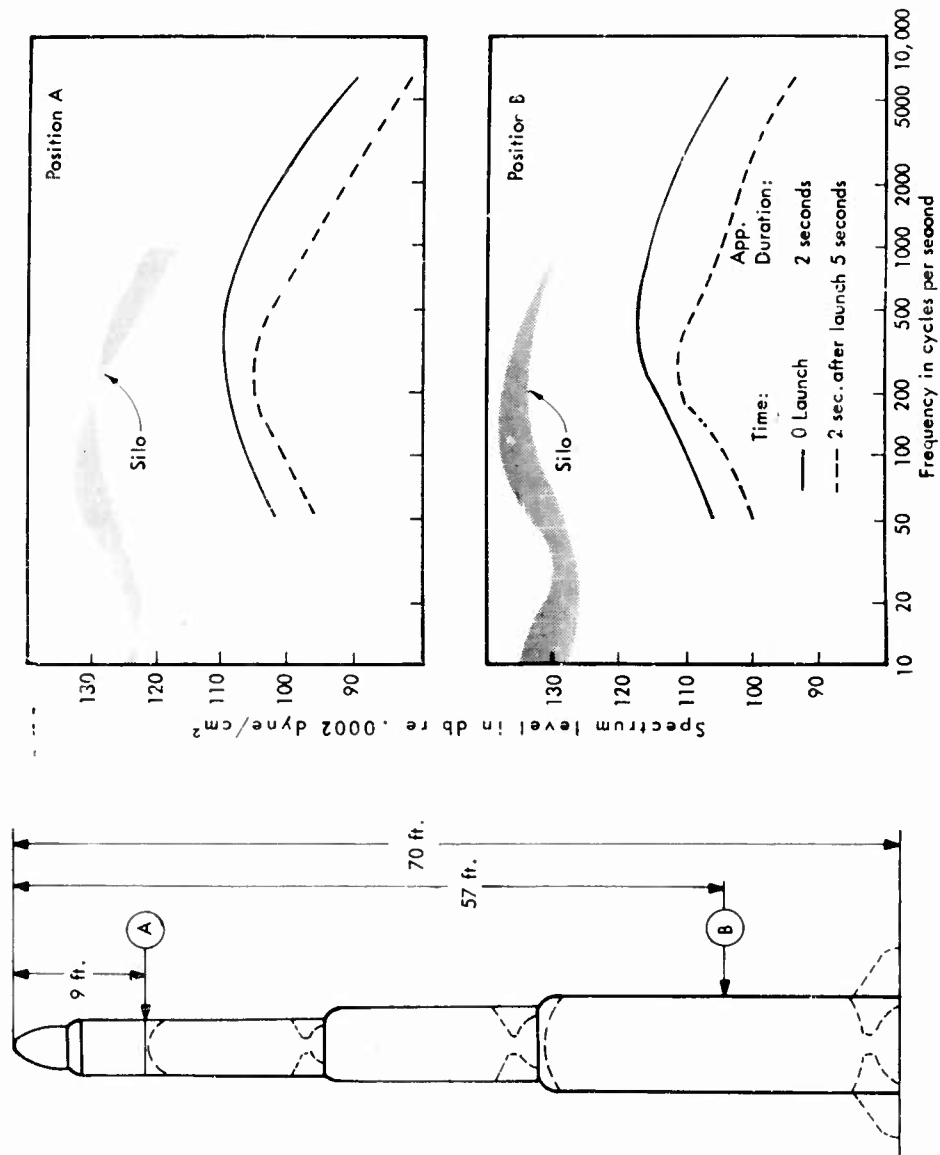 Position A
Silo
130
120
110
100
90
Position B
Silo
App.
Time: Duration:
0 Launch 2 seconds
2 sec. after launch 5 seconds
130
120
110
100
90
10 20 50 100 200 500 1000 2000 5000 10,000
Frequency in cycles per second
Spectrum level in db re .0002 dyne/cm²
9 ft.
A
57 ft.
70 ft.
B